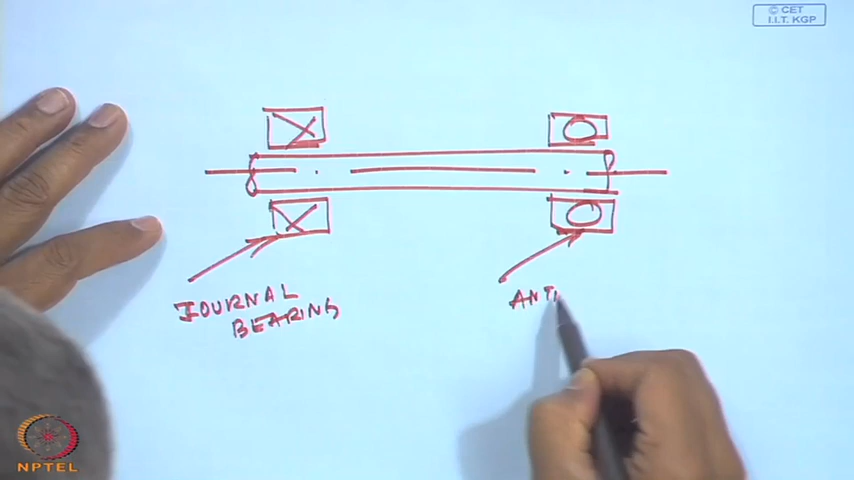 © CET
I.I.T. KGP
JOURNAL
BEARING
ANTI
NPTEL